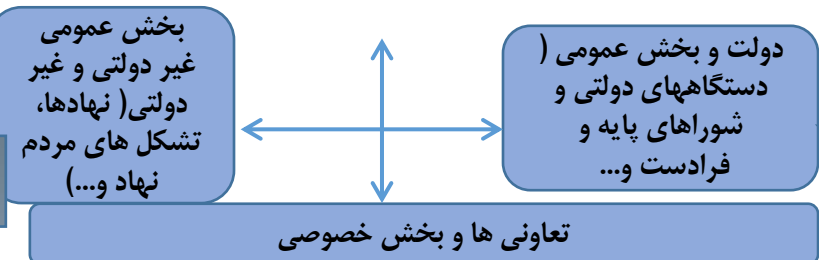 دولت و بخش عمومی (
دستگاههای دولتی و
شوراهای پایه و
فرادست و...
بخش عمومی
غیر دولتی و غیر
دولتی( نهادها،
تشکل های مردم
نهاد و...)
تعاونی ها و بخش خصوصی